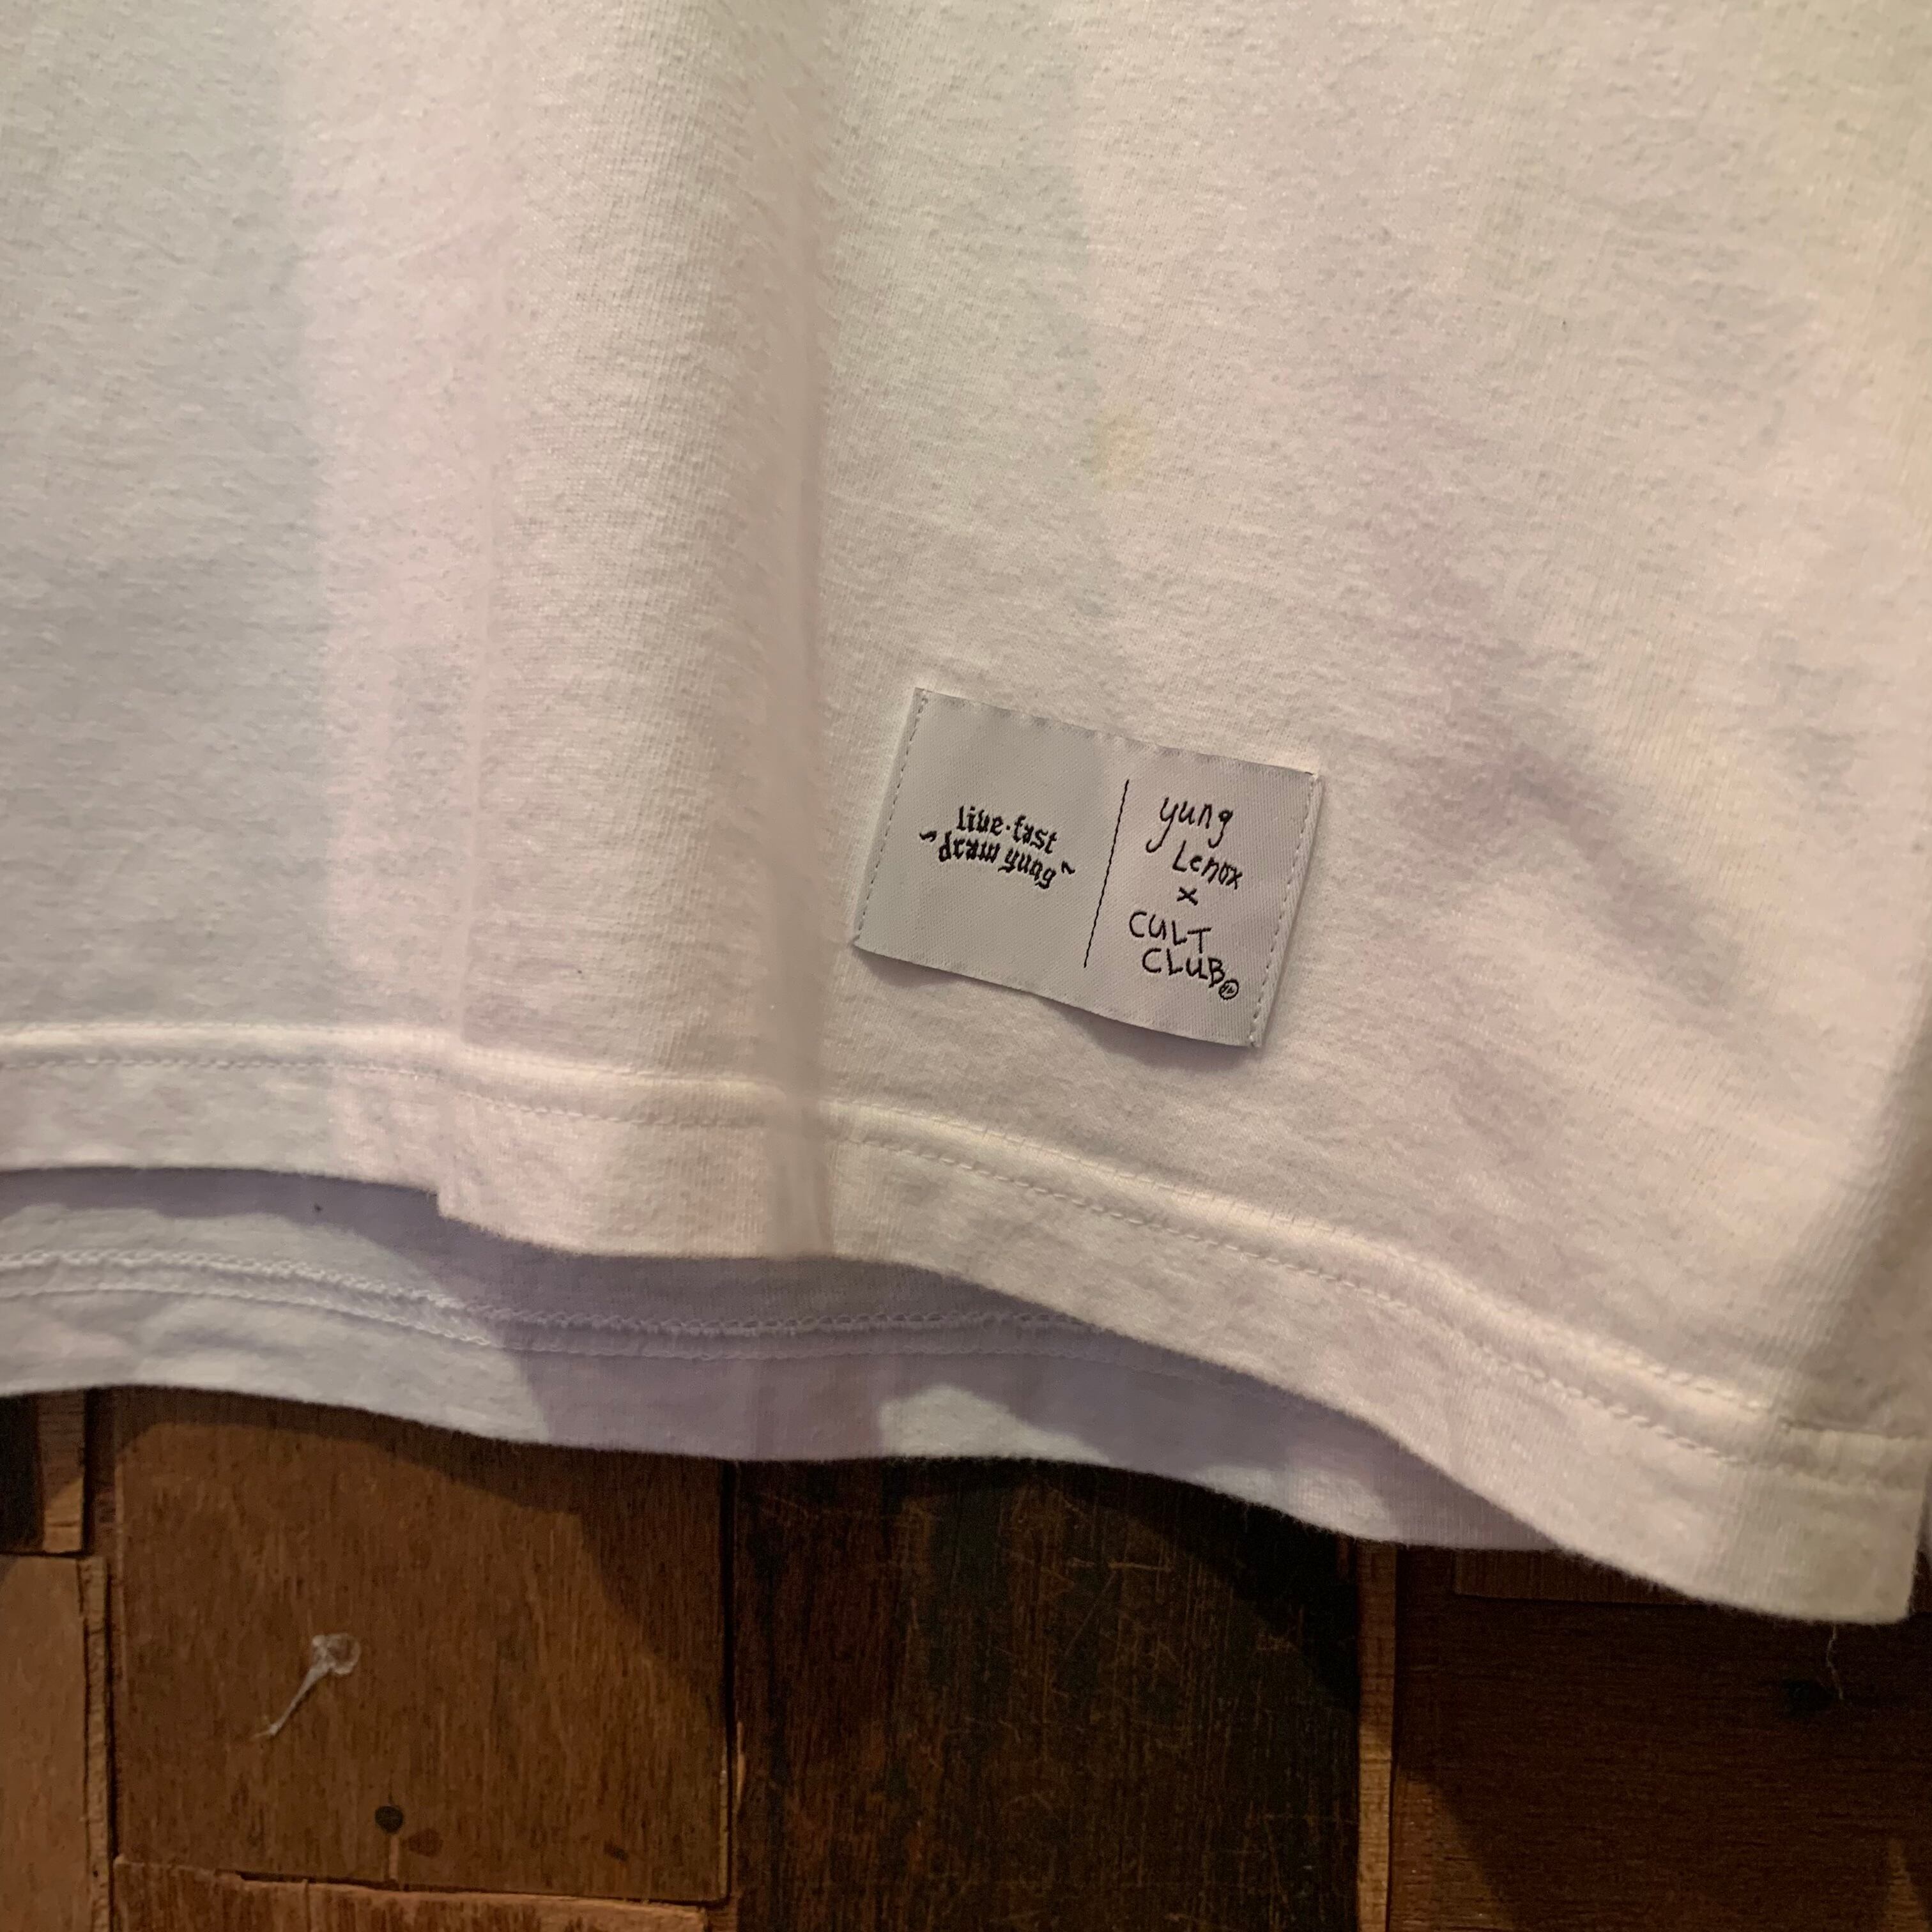 live·fast
~draw yung~
yung
Lenox
x
CULT
CLUB®